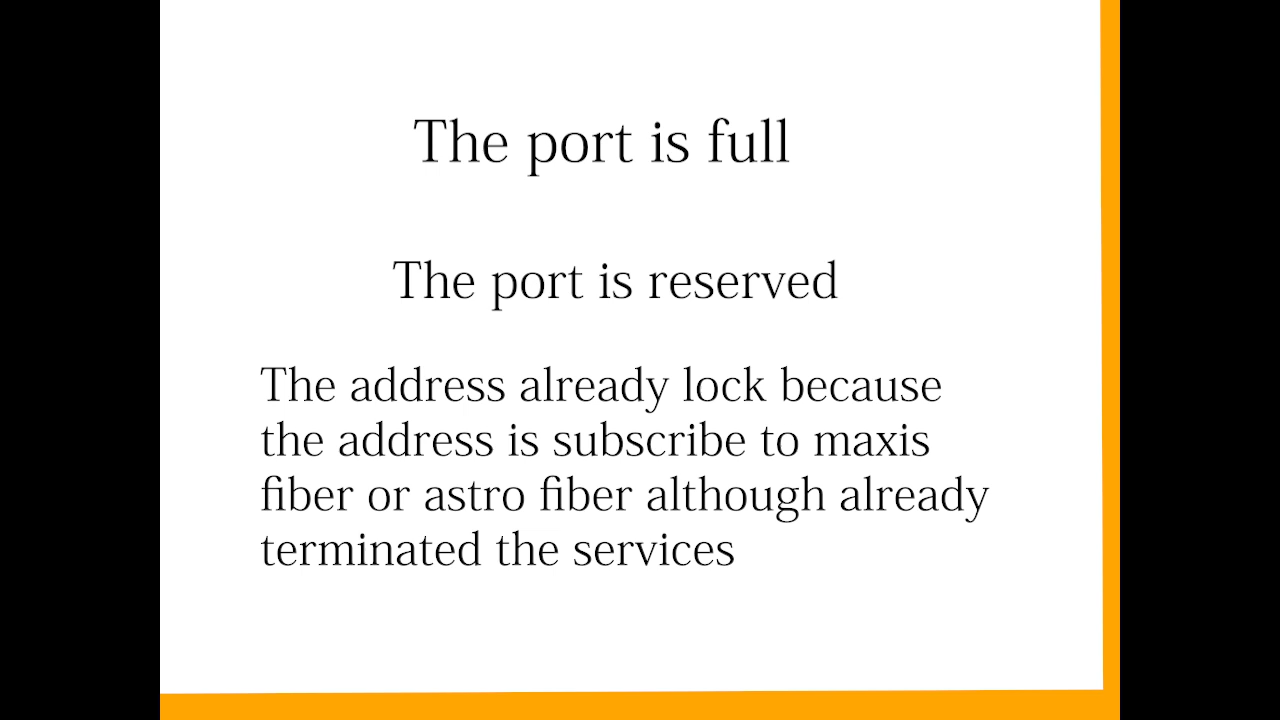 The port is full
The port is reserved
The address already lock because
the address is subscribe to maxis
fiber or astro fiber although already
terminated the services